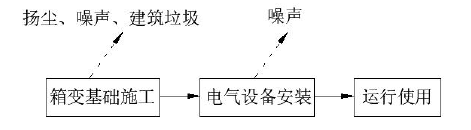 扬尘、噪声、建筑垃圾
噪声
箱变基础施工
电气设备安装
运行使用